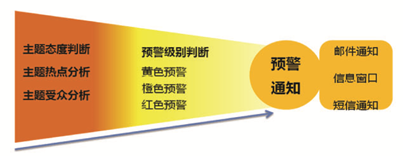 主题态度判断
主题热点分析
主题受众分析
预警级别判断
黄色预警
橙色预警
红色预警
预警
通知
邮件通知
信息窗口
短信通知